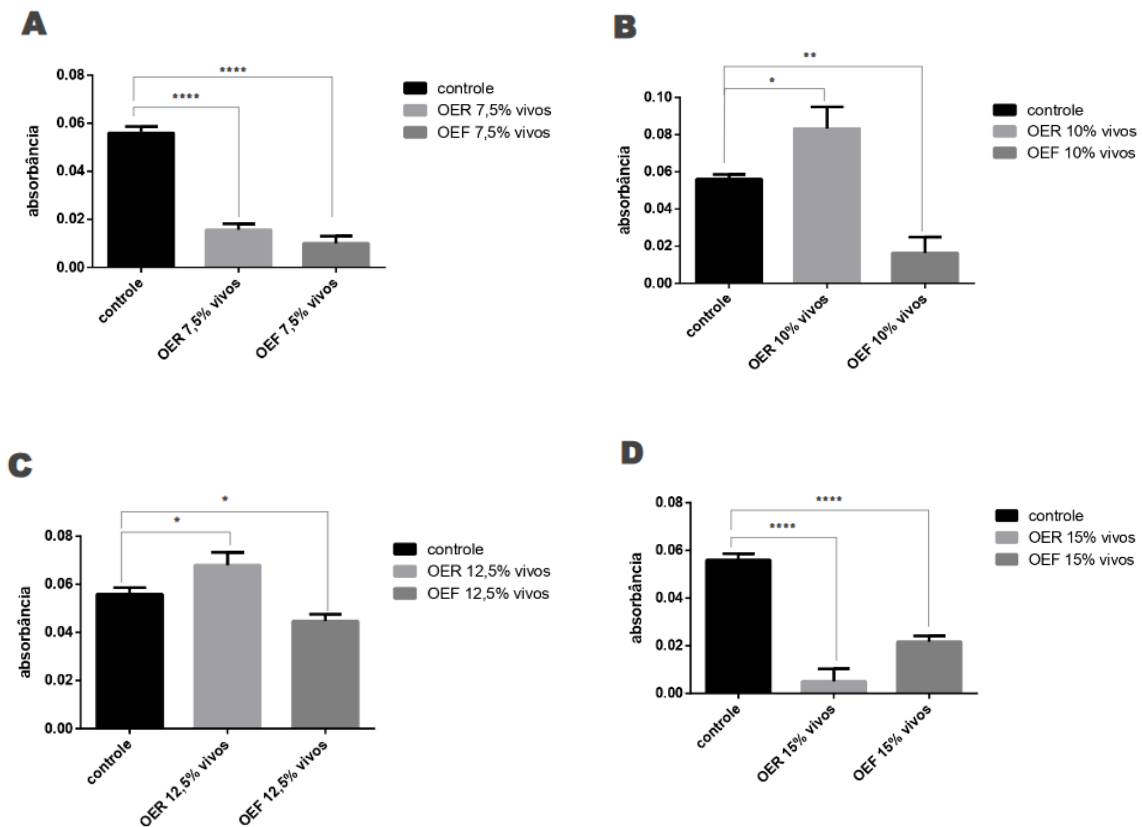 A
absorbância
0.08
0.06
0.04
0.02
0.00
****
****
controle
OER 7,5% vivos
OEF 7,5% vivos
controle
OER 7,5% vivos
OEF 7,5% vivos
B
absorbância
0.10
0.08
0.06
0.04
0.02
0.00
**
*
controle
OER 10% vivos
OEF 10% vivos
controle
OER 10% vivos
OEF 10% vivos
C
absorbância
0.08
0.06
0.04
0.02
0.00
*
*
controle
OER 12,5% vivos
OEF 12,5% vivos
controle
OER 12,5% vivos
OEF 12,5% vivos
D
absorbância
0.08
0.06
0.04
0.02
0.00
****
****
controle
OER 15% vivos
OEF 15% vivos
controle
OER 15% vivos
OEF 15% vivos